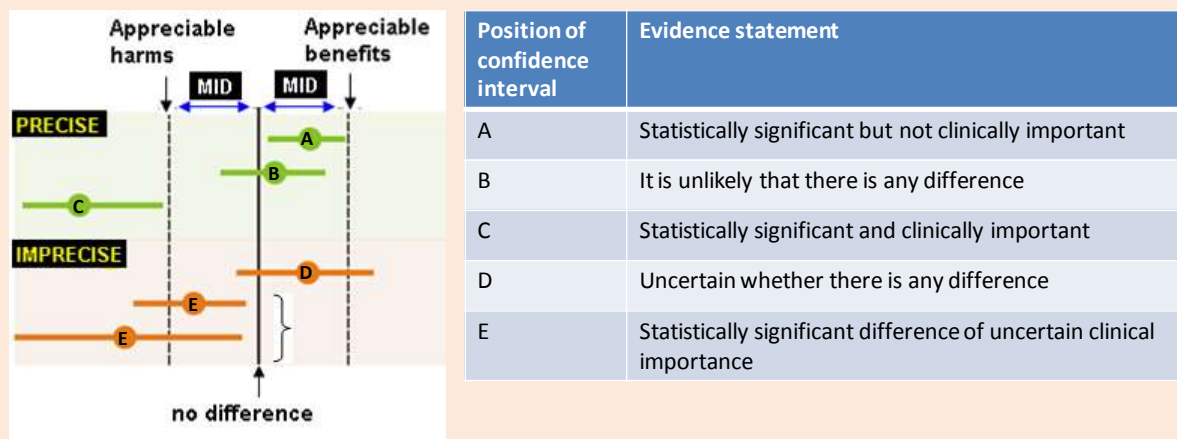 Appreciable harms
Appreciable benefits
MID
MID
PRECISE
A
B
C
IMPRECISE
D
E
E
no difference
Position of confidence interval
Evidence statement
A
Statistically significant but not clinically important
B
It is unlikely that there is any difference
C
Statistically significant and clinically important
D
Uncertain whether there is any difference
E
Statistically significant difference of uncertain clinical
importance